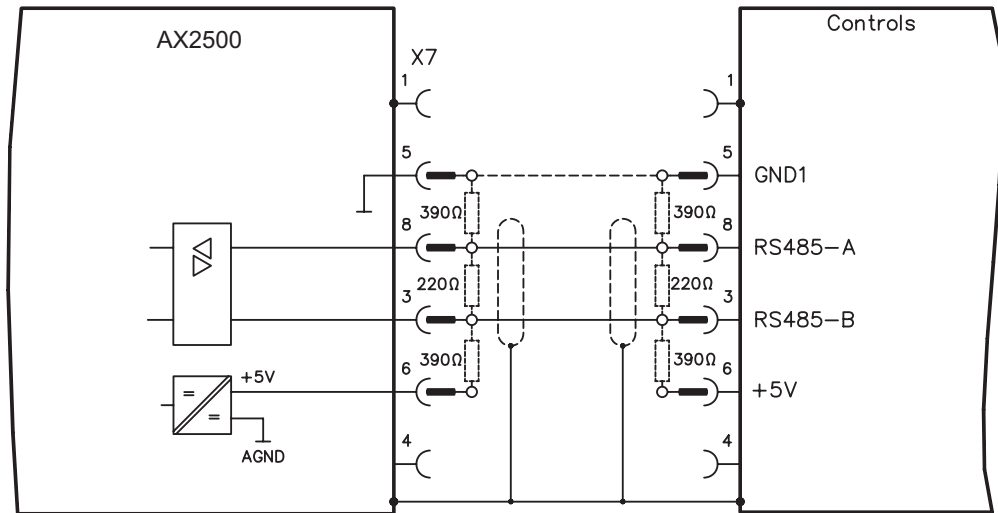 Controls
AX2500
X7
1
1
5
5
GND1
390Ω
390Ω
8
8
RS485-A
220Ω
220Ω
3
3
RS485-B
390Ω
390Ω
6
6
+5V
+5V
=
=
AGND
4
4